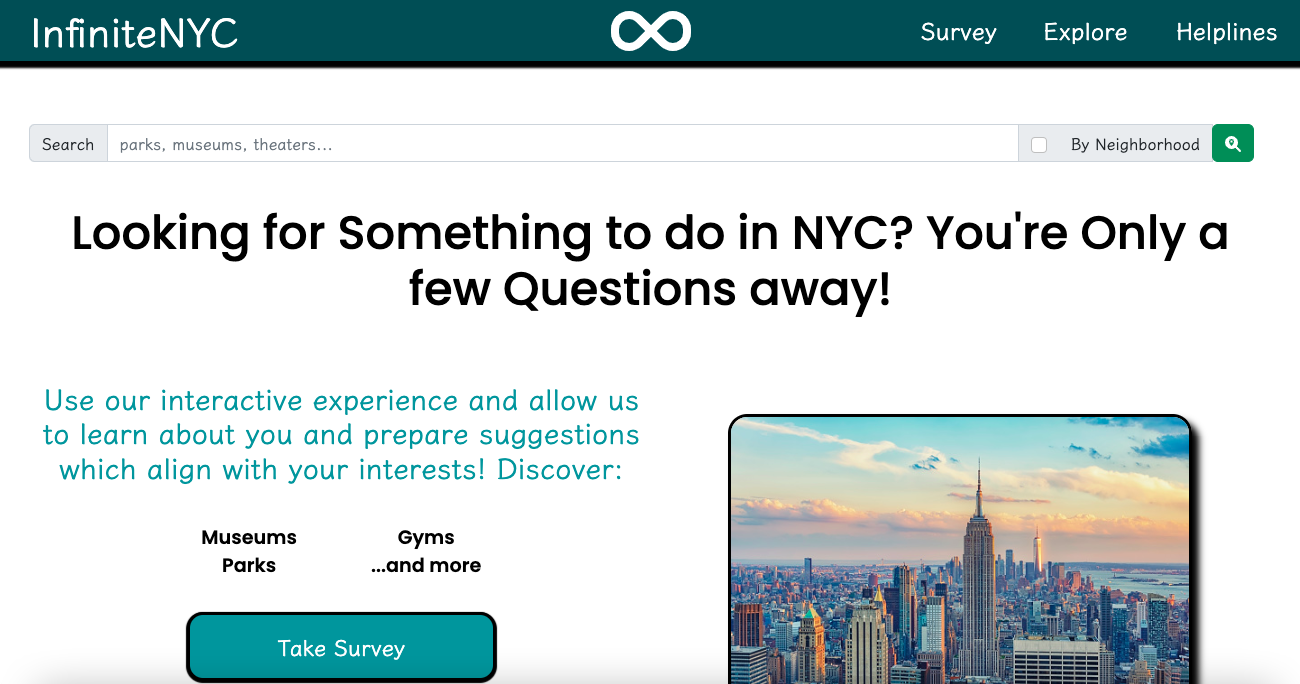 InfiniteNYC
Survey Explore Helplines
Search parks, museums, theaters... By Neighborhood
Looking for Something to do in NYC? You're Only a
few Questions away!
Use our interactive experience and allow us
to learn about you and prepare suggestions
which align with your interests! Discover:
Museums Gyms
Parks ...and more
Take Survey